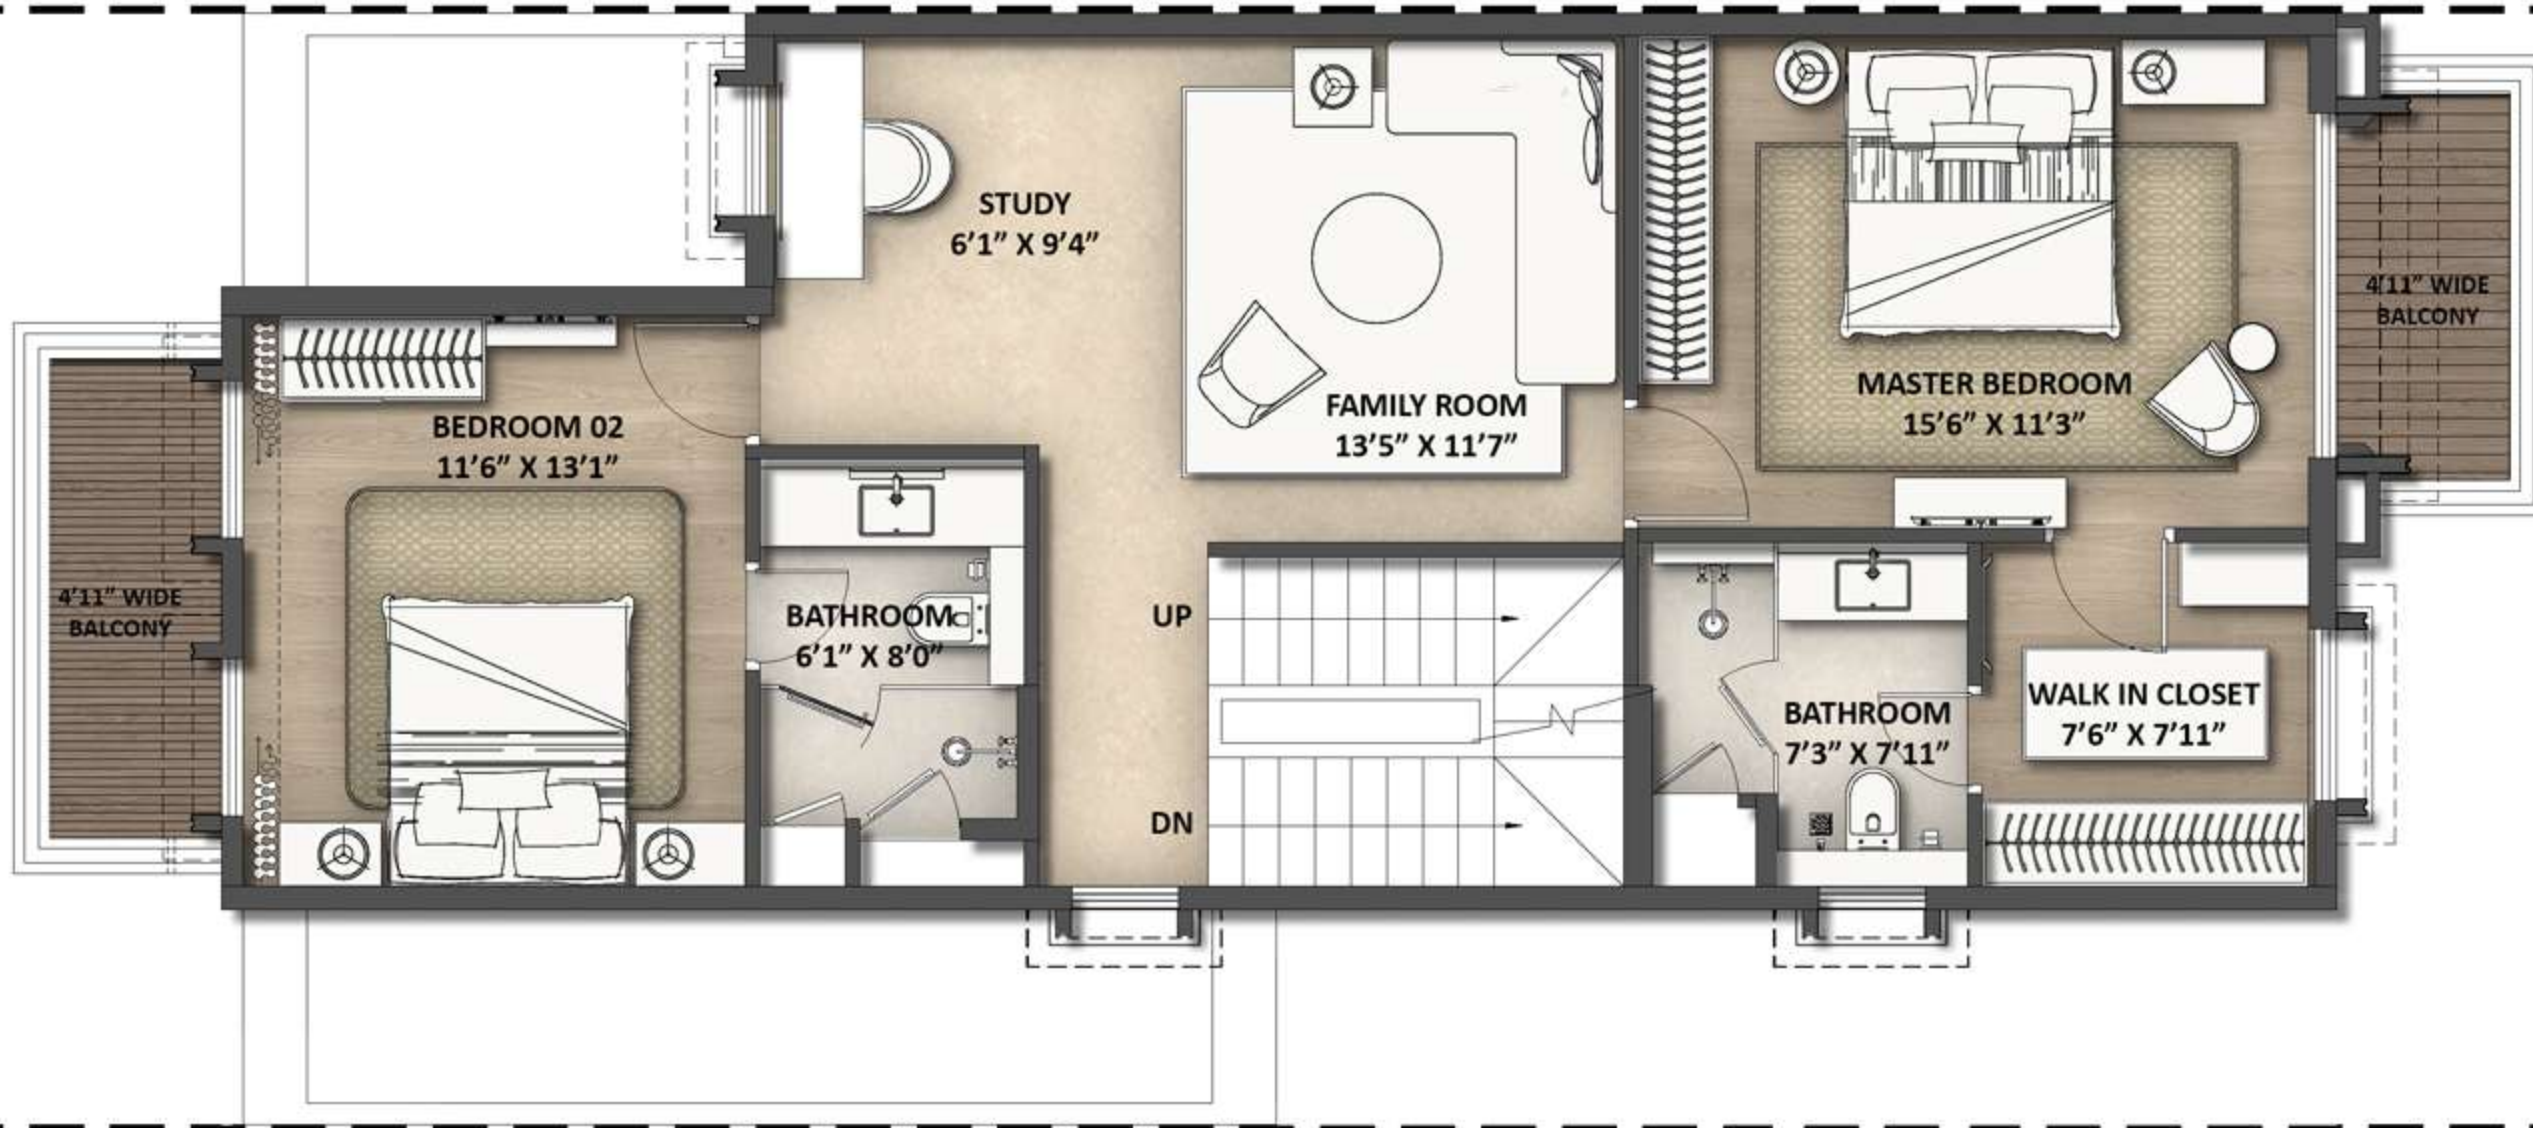 STUDY
6’1” X 9’4”
FAMILY ROOM
13’5” X 11’7”
MASTER BEDROOM
15’6” X 11’3”
4’11” WIDE
BALCONY
BEDROOM 02
11’6” X 13’1”
4’11” WIDE
BALCONY
BATHROOM
6’1” X 8’0”
UP
DN
BATHROOM
7’3” X 7’11”
WALK IN CLOSET
7’6” X 7’11”